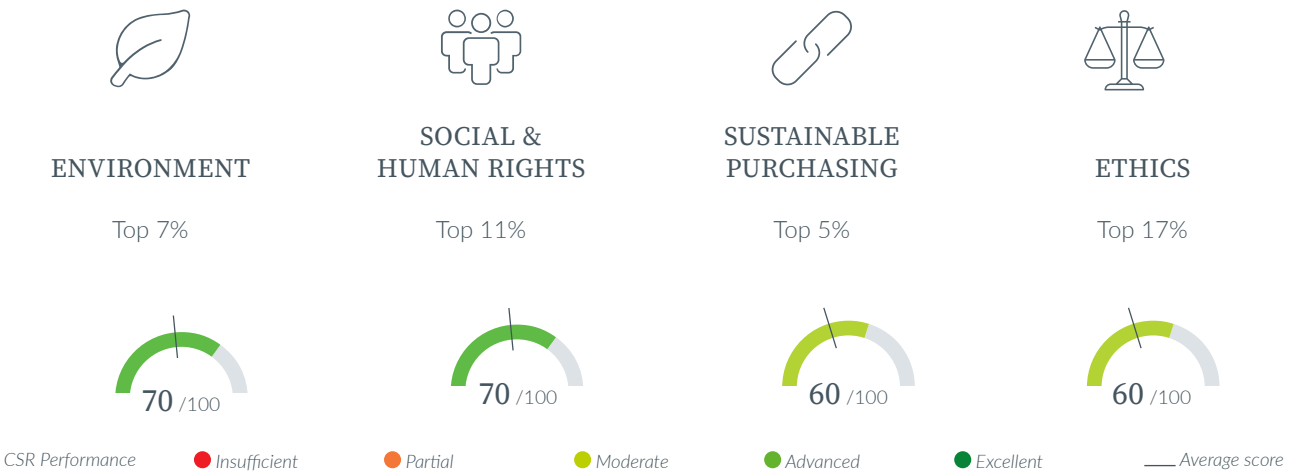 ENVIRONMENT
Top 7%
70 /100
SOCIAL &
HUMAN RIGHTS
Top 11%
70 /100
SUSTAINABLE
PURCHASING
Top 5%
60 /100
ETHICS
Top 17%
60 /100
CSR Performance
Insufficient
Partial
Moderate
Advanced
Excellent
Average score